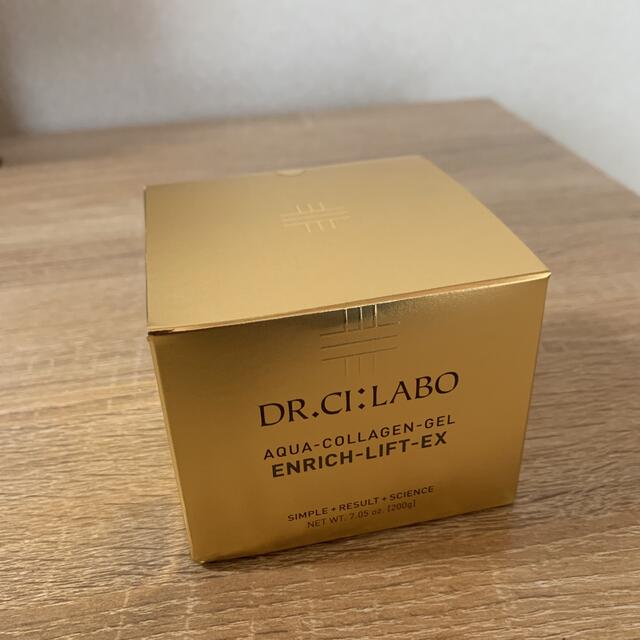 DR.CI:LABO
AQUA-COLLAGEN-GEL
ENRICH-LIFT-EX
SIMPLE + RESULT + SCIENCE
NET WT. 7.05 oz. [200g]